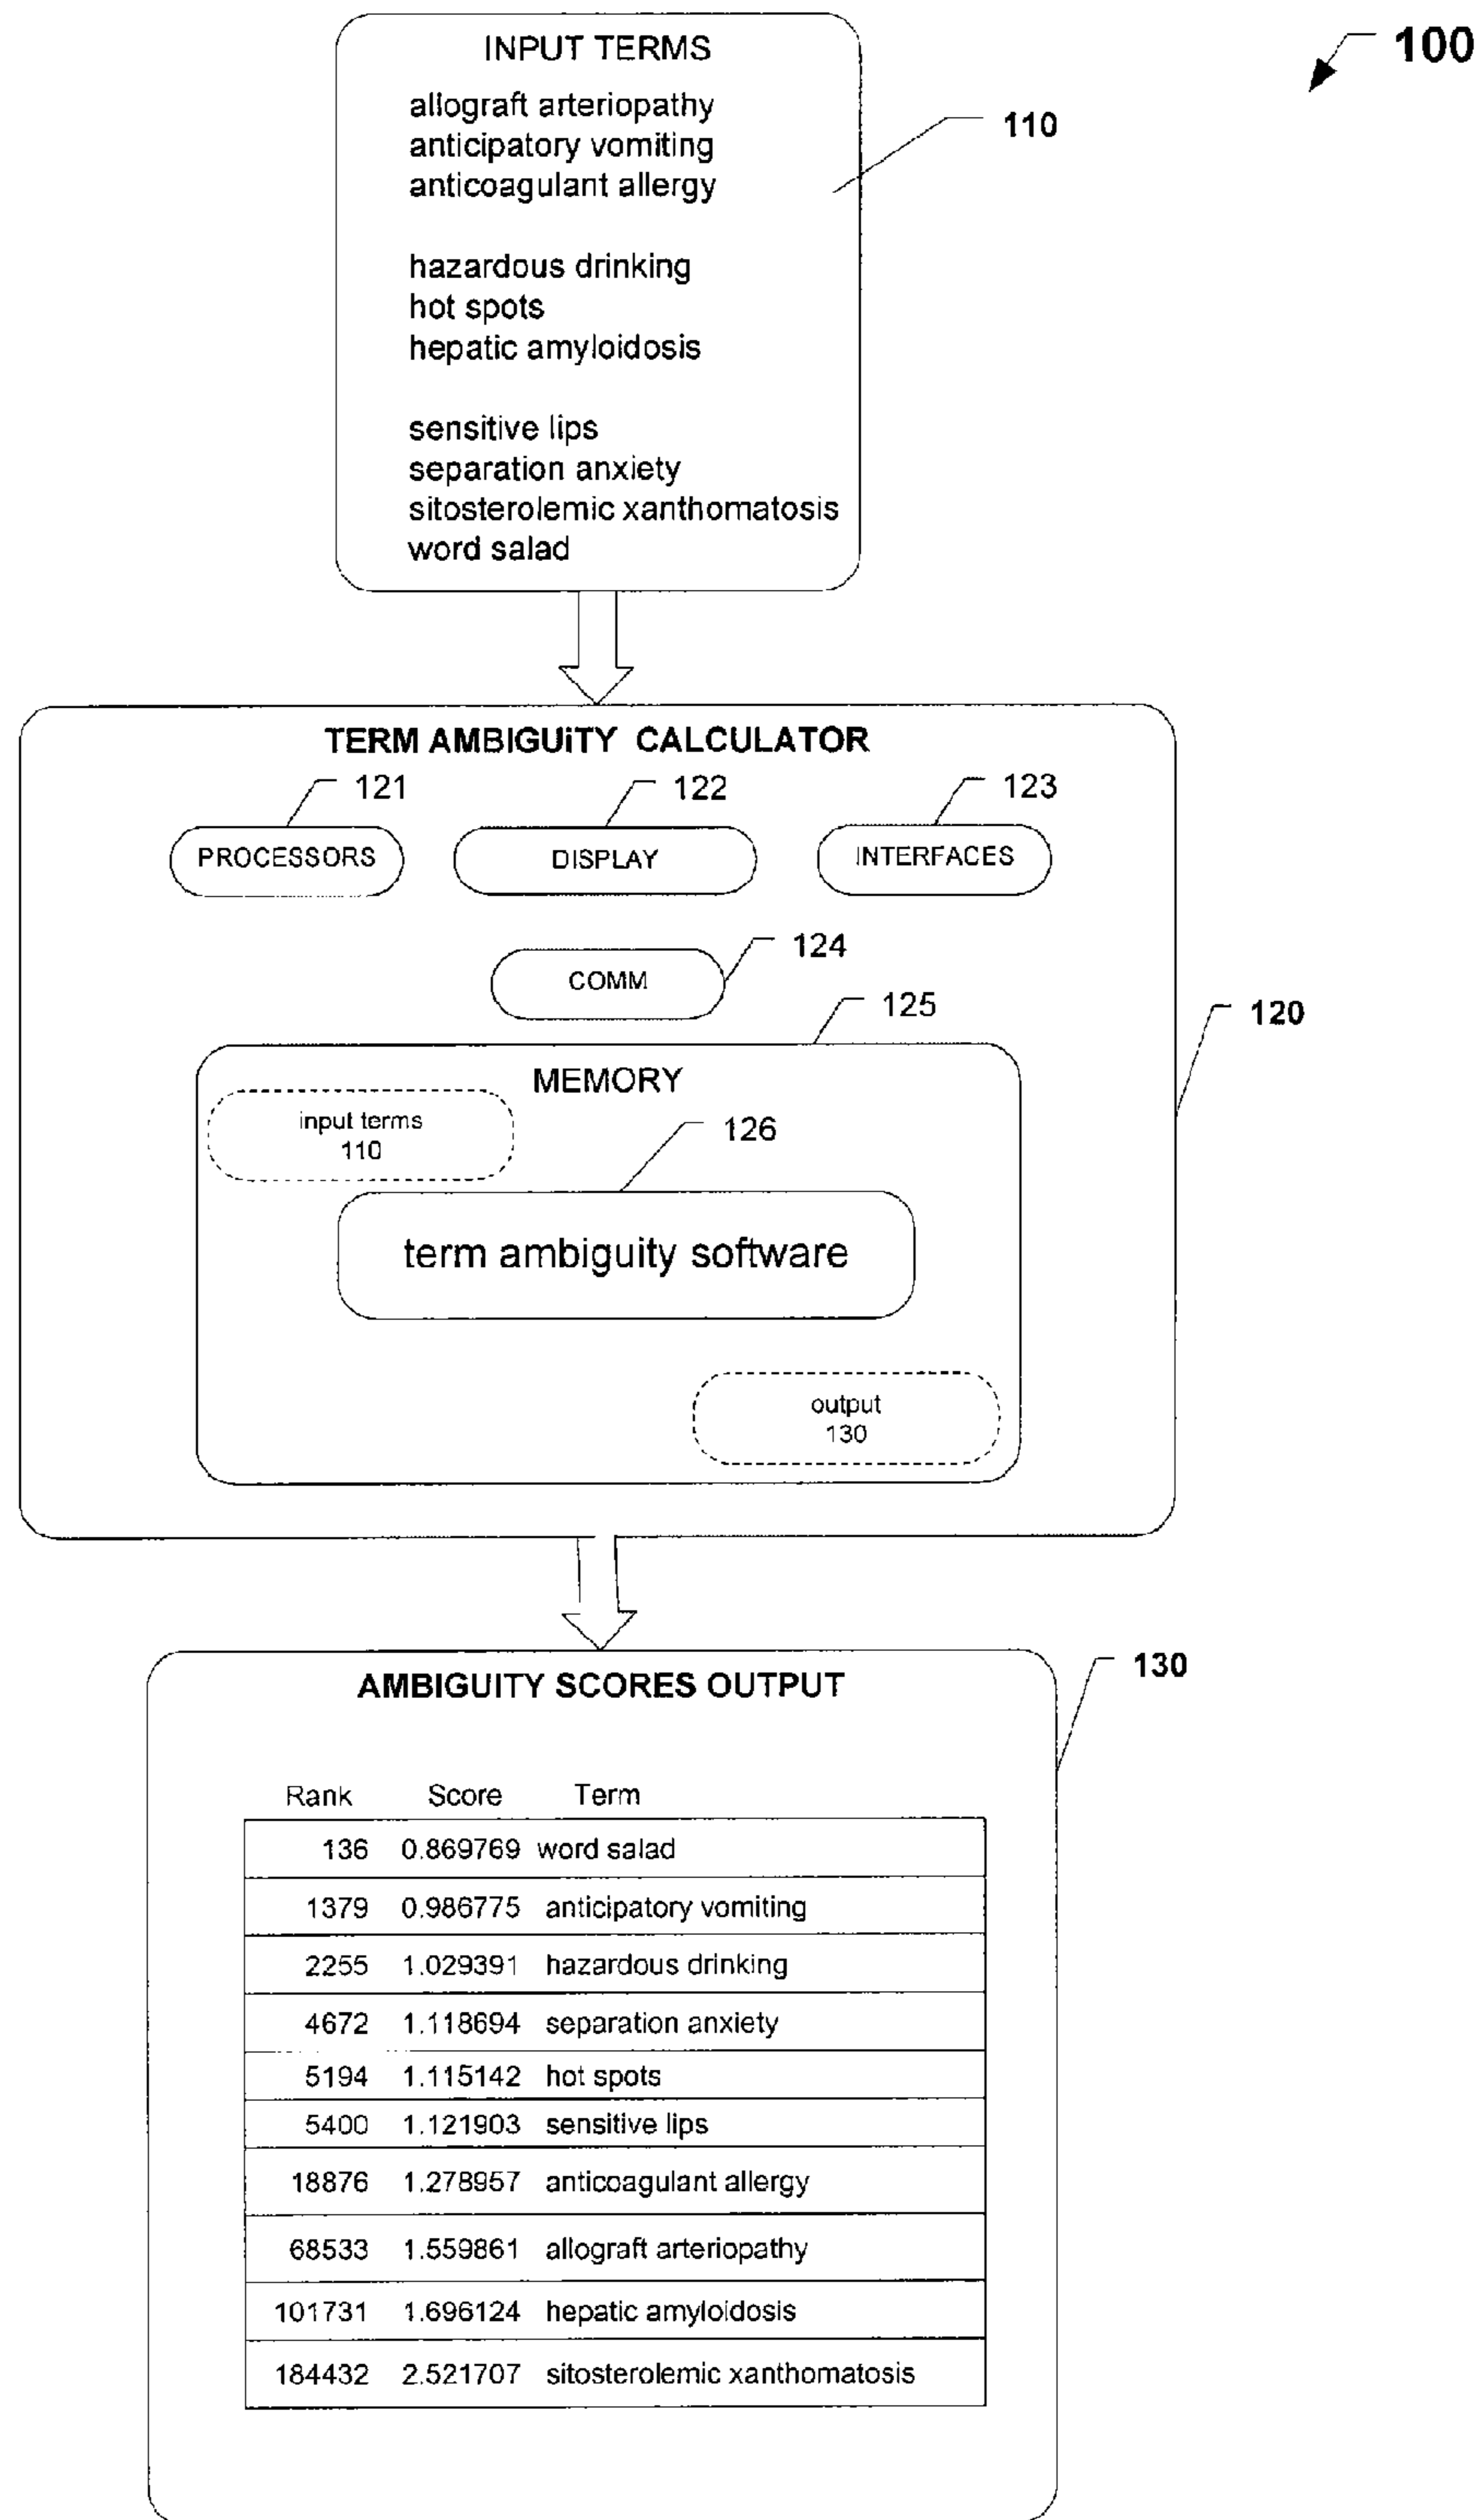 100
INPUT TERMS
allograft arteriopathy
110
anticipatory vomiting
anticoagulant allergy
hazardous drinking
hot spots
hepatic amyloidosis
sensitive lips
separation anxiety
sitosterolemic xanthomatosis
word salad
TERM AMBIGUiTY CALCULATOR
121 122 123
PROCESSORS DISPLAY INTERFACES
124
COMM
125
120
MEMORY
input terms
110
126
term ambiguity software
output
130
130
AMBIGUITY SCORES OUTPUT
Rank Score Term
136 0.869769 word salad
1379 0.986775 anticipatory vomiting
2255 1.029391 hazardous drinking
4672 1.118694 separation anxiety
5194 1.115142 hot spots
5400 1.121903 sensitive lips
18876 1.278957 anticoagulant allergy
68533 1.559861 allograft arteriopathy
101731 1.696124 hepatic amyloidosis
184432 2.521707 sitosterolemic xanthomatosis